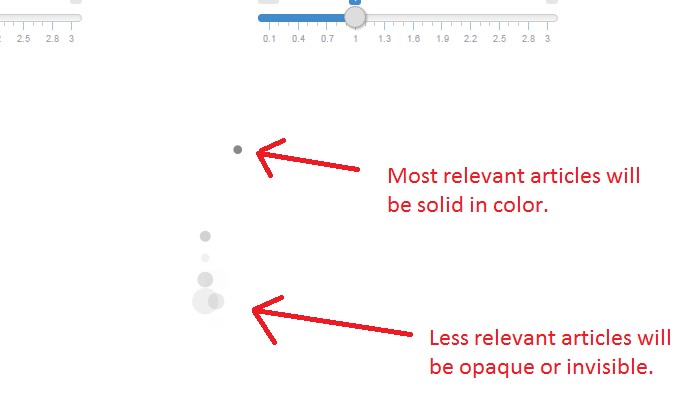 2.5 2.8 3
0.1 0.4 0.7 1 1.3 1.6 1.9 2.2 2.5 2.8 3
Most relevant articles will
be solid in color.
Less relevant articles will
be opaque or invisible.